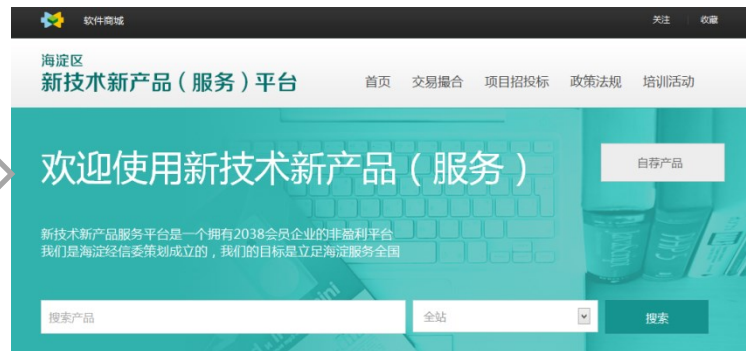 软件商城
关注
收藏
海淀区
新技术新产品（服务）平台
首页
交易撮合
项目招投标
政策法规
培训活动
欢迎使用新技术新产品（服务）
自荐产品
新技术新产品服务平台是一个拥有2038会员企业的非盈利平台
我们是海淀经信委策划成立的，我们的目标是立足海淀服务全国
搜索产品
全站
搜索